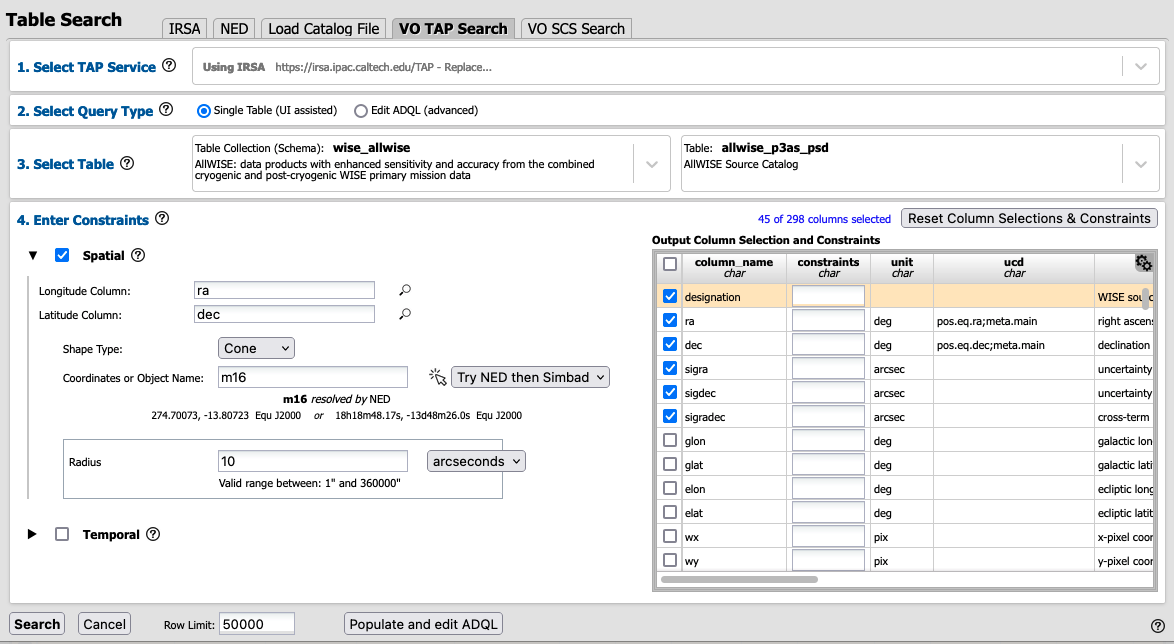 Table Search
IRSA NED Load Catalog File VO TAP Search VO SCS Search
1. Select TAP Service ? Using IRSA https://irsa.ipac.caltech.edu/TAP - Replace...
2. Select Query Type ? Single Table (UI assisted) Edit ADQL (advanced)
3. Select Table ?
Table Collection (Schema): wise_allwise
AllWISE: data products with enhanced sensitivity and accuracy from the combined
cryogenic and post-cryogenic WISE primary mission data
Table: allwise_p3as_psd
AllWISE Source Catalog
4. Enter Constraints ?
45 of 298 columns selected Reset Column Selections & Constraints
Spatial ?
Longitude Column: ra
Latitude Column: dec
Shape Type: Cone
Coordinates or Object Name: m16 Try NED then Simbad
m16 resolved by NED
274.70073, -13.80723 Equ J2000 or 18h18m48.17s, -13d48m26.0s Equ J2000
Radius 10 arcseconds
Valid range between: 1" and 360000"
Temporal ?
Output Column Selection and Constraints
column_name constraints unit ucd
char char char char
designation WISE sourc
ra deg pos.eq.ra;meta.main right ascens
dec deg pos.eq.dec;meta.main declination
sigra arcsec uncertainty
sigdec arcsec uncertainty
sigradec arcsec cross-term
glon deg galactic lon
glat deg galactic lati
elon deg ecliptic long
elat deg ecliptic latit
wx pix x-pixel coor
wy pix y-pixel coor
Search Cancel Row Limit: 50000 Populate and edit ADQL ?